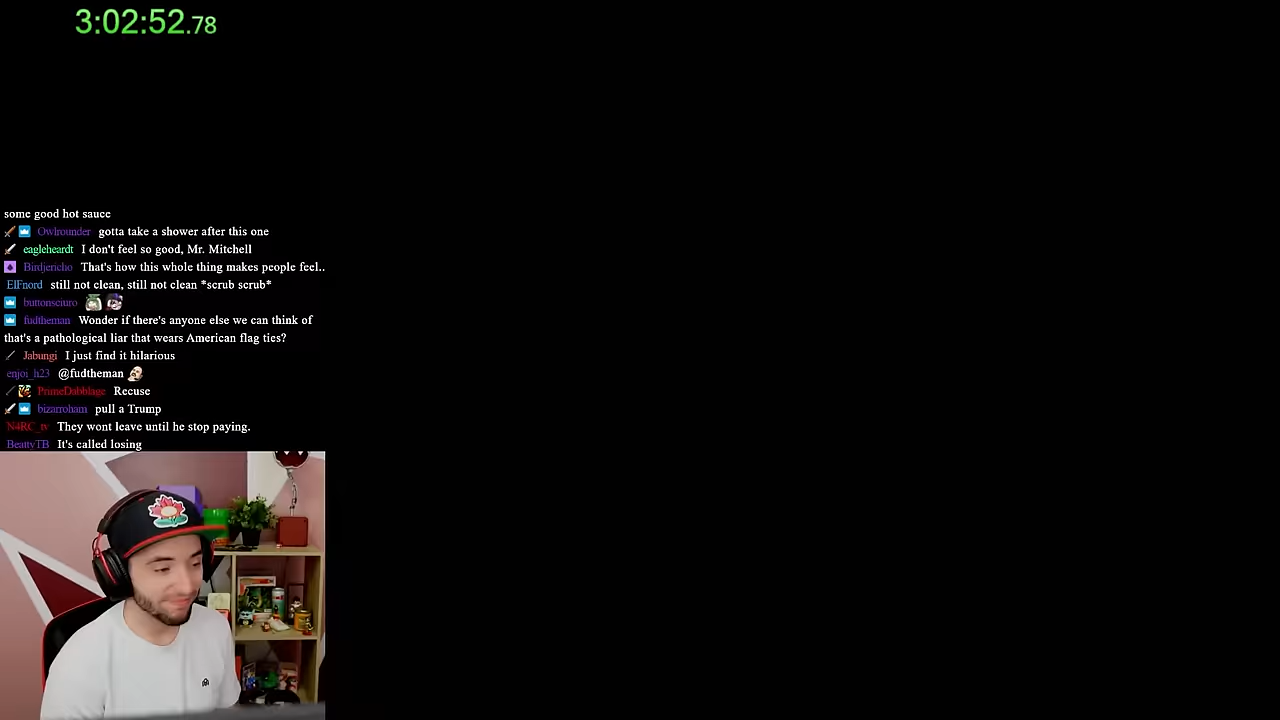 3:02:52.78
some good hot sauce
Owlrounder gotta take a shower after this one
eagleheardt I don't feel so good, Mr. Mitchell
Birdjericho That's how this whole thing makes people feel..
ElFnord still not clean, still not clean *scrub scrub*
buttonsciuro
fudtheman Wonder if there's anyone else we can think of
that's a pathological liar that wears American flag ties?
Jabungi I just find it hilarious
enjoi_h23 @fudtheman
PrimeDabblage Recuse
bizarroham pull a Trump
N4RC_tv They wont leave until he stop paying.
BeattyTB It's called losing